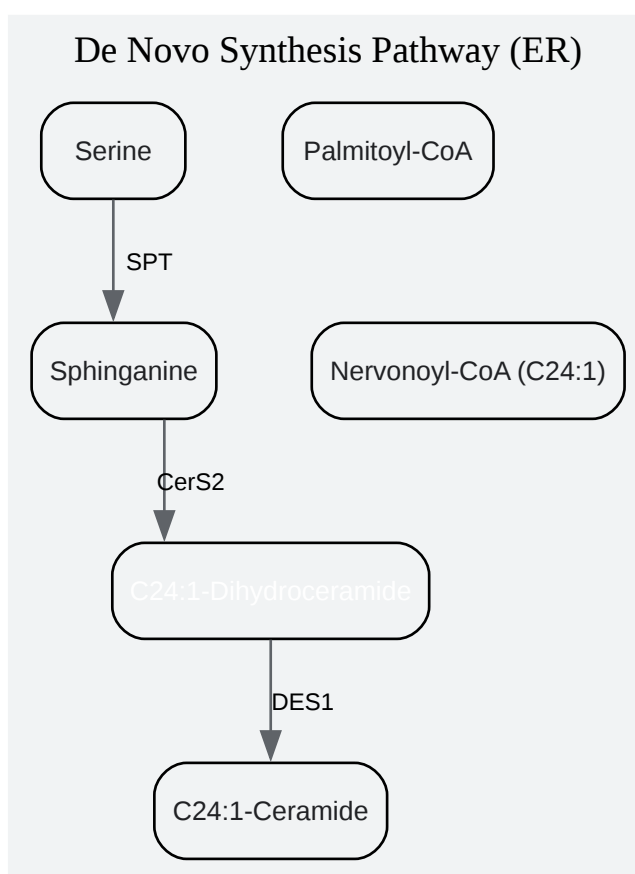 De Novo Synthesis Pathway (ER)
Serine
Palmitoyl-CoA
SPT
Sphinganine
Nervonoyl-CoA (C24:1)
CerS2
C24:1-Dihydroceramide
DES1
C24:1-Ceramide